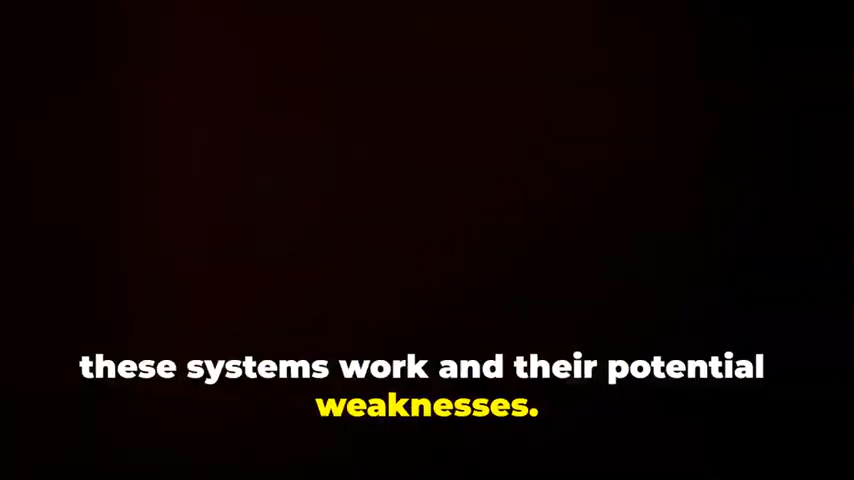 these systems work and their potential
weaknesses.